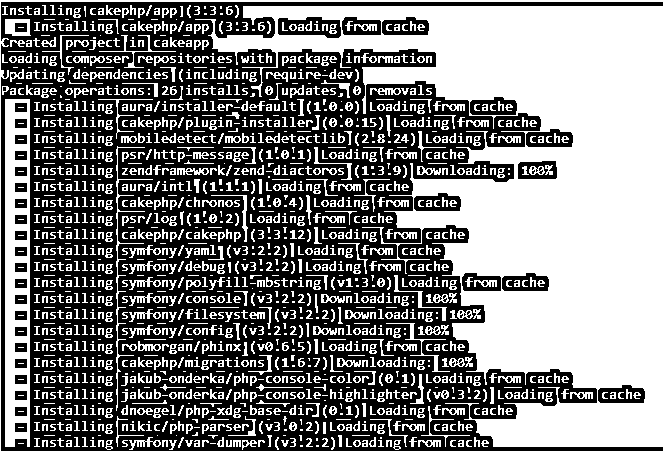 Installing cakephp/app (3.3.6)
- Installing cakephp/app (3.3.6) Loading from cache
Created project in cakeapp
Loading composer repositories with package information
Updating dependencies (including require-dev)
Package operations: 26 installs, 0 updates, 0 removals
- Installing aura/installer-default (1.0.0) Loading from cache
- Installing cakephp/plugin-installer (0.0.15) Loading from cache
- Installing mobiledetect/mobiledetectlib (2.8.24) Loading from cache
- Installing psr/http-message (1.0.1) Loading from cache
- Installing zendframework/zend-diactoros (1.3.9) Downloading: 100%
- Installing aura/intl (1.1.1) Loading from cache
- Installing cakephp/chronos (1.0.4) Loading from cache
- Installing psr/log (1.0.2) Loading from cache
- Installing cakephp/cakephp (3.3.12) Loading from cache
- Installing symfony/yaml (v3.2.2) Loading from cache
- Installing symfony/debug (v3.2.2) Loading from cache
- Installing symfony/polyfill-mbstring (v1.3.0) Loading from cache
- Installing symfony/console (v3.2.2) Downloading: 100%
- Installing symfony/filesystem (v3.2.2) Downloading: 100%
- Installing symfony/config (v3.2.2) Downloading: 100%
- Installing robmorgan/phinx (v0.6.5) Loading from cache
- Installing cakephp/migrations (1.6.7) Downloading: 100%
- Installing jakub-onderka/php-console-color (0.1) Loading from cache
- Installing jakub-onderka/php-console-highlighter (v0.3.2) Loading from cache
- Installing dnoegel/php-xdg-base-dir (0.1) Loading from cache
- Installing nikic/php-parser (v3.0.2) Loading from cache
- Installing symfony/var-dumper (v3.2.2) Loading from cache